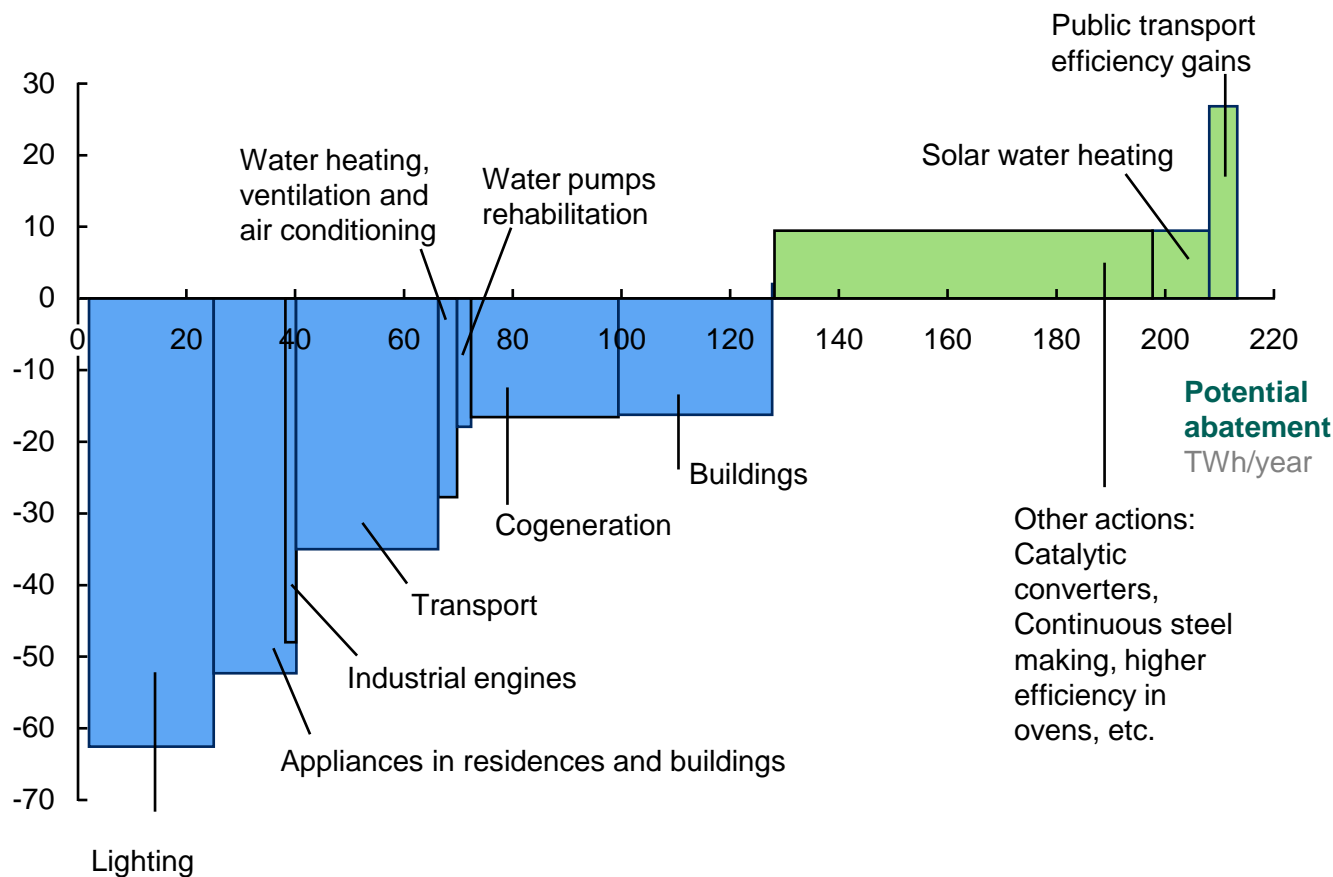 Public transport
efficiency gains
30
20
Water heating,
ventilation and
air conditioning
Water pumps
rehabilitation
Solar water heating
10
0
0
20
40
60
80
100
120
140
160
180
200
220
-10
-20
-30
-40
-50
-60
-70
Potential
abatement
TWh/year
Buildings
Cogeneration
Transport
Industrial engines
Appliances in residences and buildings
Lighting
Other actions:
Catalytic
converters,
Continuous steel
making, higher
efficiency in
ovens, etc.